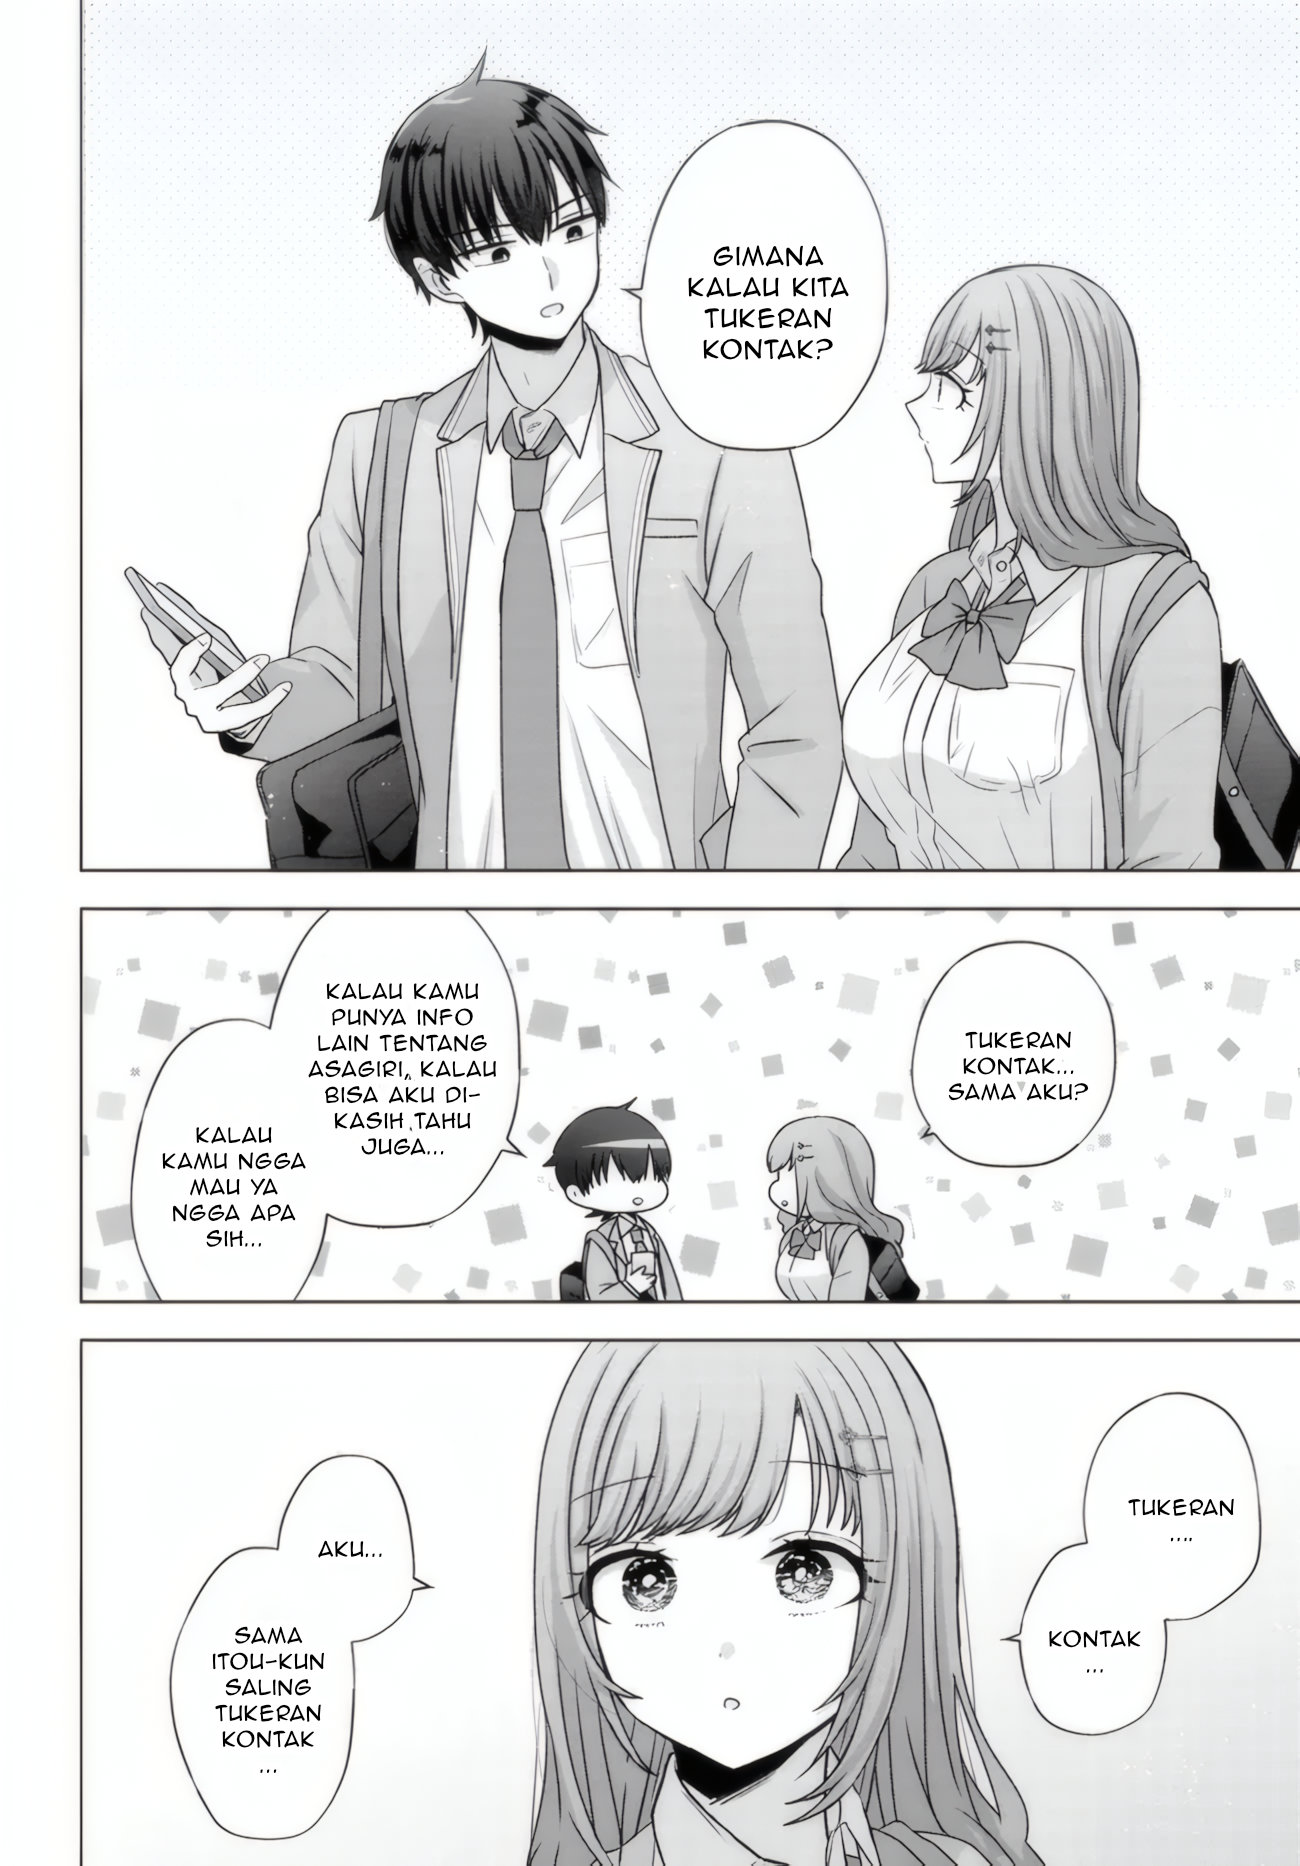 GIMANA
KALAU KITA
TUKERAN
KONTAK?
TUKERAN
KONTAK...
SAMA AKU?
KALAU KAMU
PUNYA INFO
LAIN TENTANG
ASAGIRI, KALAU
BISA AKU DI-
KASIH TAHU
JUGA...
KALAU
KAMU NGGA
MAU YA
NGGA APA
SIH...
TUKERAN
....
KONTAK
...
AKU...
SAMA
ITOU-KUN
SALING
TUKERAN
KONTAK
...